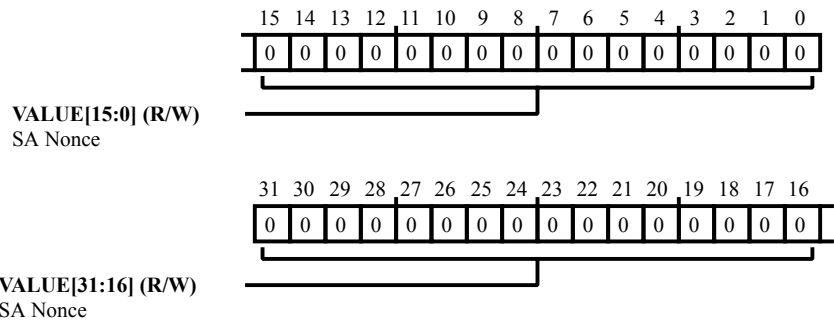 15 14 13 12 11 10 9 8 7 6 5 4 3 2 1 0
0 0 0 0 0 0 0 0 0 0 0 0 0 0 0 0
VALUE[15:0] (R/W)
SA Nonce
31 30 29 28 27 26 25 24 23 22 21 20 19 18 17 16
0 0 0 0 0 0 0 0 0 0 0 0 0 0 0 0
VALUE[31:16] (R/W)
SA Nonce